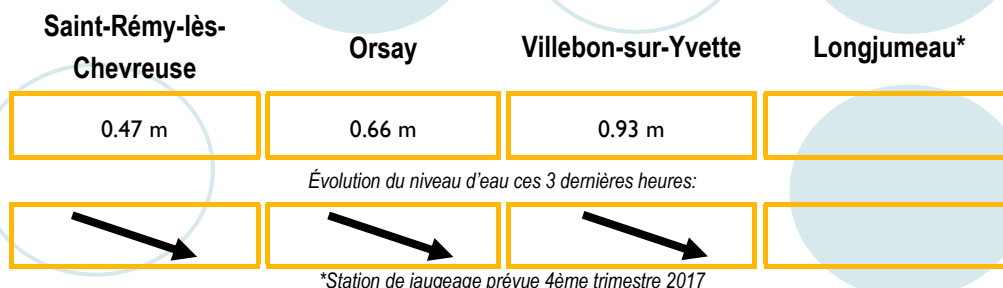 Saint-Rémy-lès-
Chevreuse
Orsay
Villebon-sur-Yvette
Longjumeau*
0.47 m
0.66 m
0.93 m
Évolution du niveau d'eau ces 3 dernières heures:
*Station de jaugeage prévue 4ème trimestre 2017